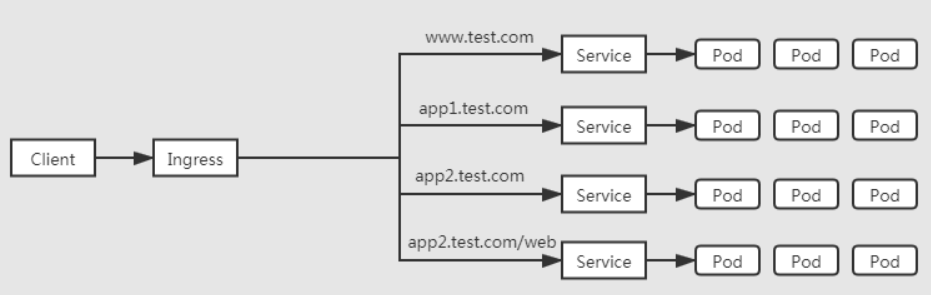 www.test.com
Service Pod Pod Pod
app1.test.com
Service Pod Pod Pod
Client Ingress
app2.test.com
Service Pod Pod Pod
app2.test.com/web
Service Pod Pod Pod